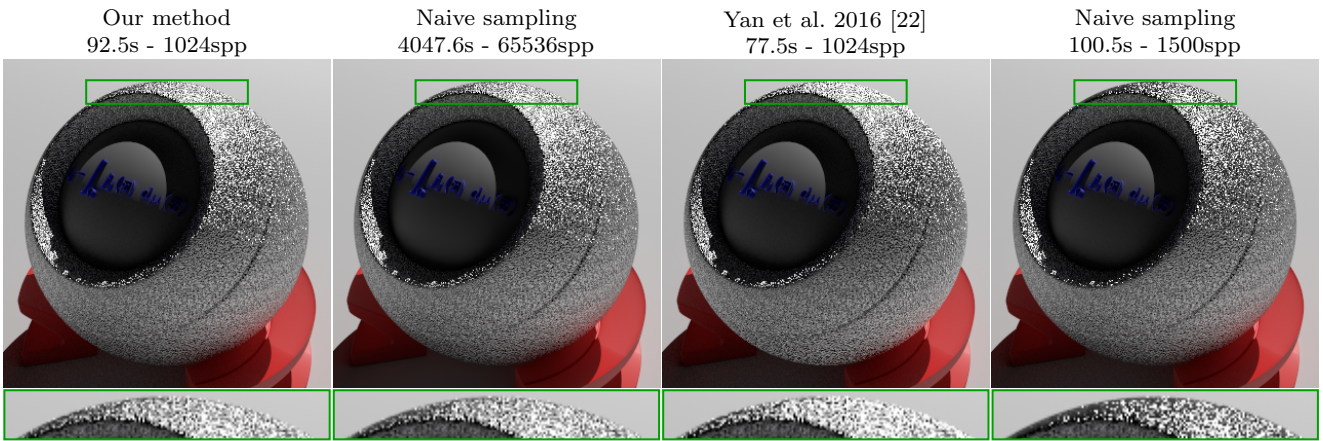 Our method
92.5s - 1024spp
Naive sampling
4047.6s - 65536spp
Yan et al. 2016 [22]
77.5s - 1024spp
Naive sampling
100.5s - 1500spp